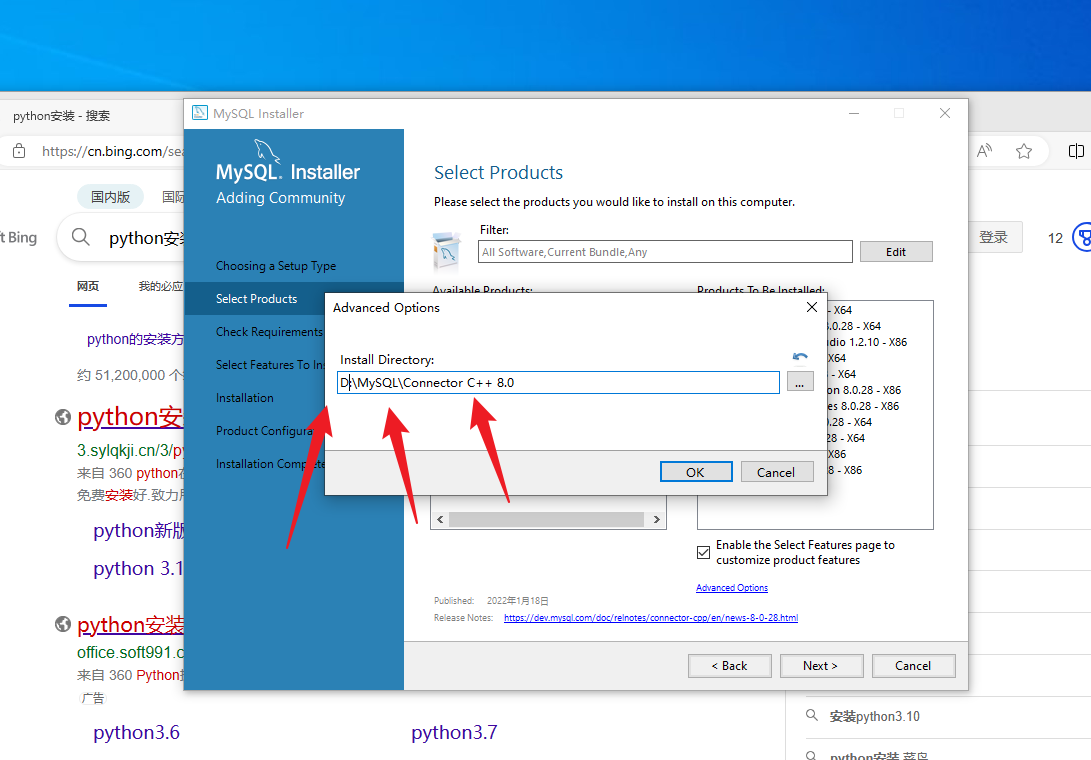 python安装 - 搜索
https://cn.bing.com/sea
国内版
国际
t Bing
python安装
登录
12
网页
我的必应
python的安装方
约 51,200,000 个
python安
3.sylqkji.cn/3/py
来自 360 python
免费安装好.致力
python新版
python 3.1
python安装
office.soft991.c
来自 360 Python
广告
python3.6
python3.7
安装python3.10
python安装 菜鸟
MySQL Installer
MySQL. Installer
Adding Community
Choosing a Setup Type
Select Products
Check Requirements
Select Features To Ins
Installation
Product Configura
Installation Complete
Select Products
Please select the products you would like to install on this computer.
Filter:
All Software,Current Bundle,Any
Edit
Available Products:
Products To Be Installed:
- X64
8.0.28 - X64
dio 1.2.10 - X86
X64
- X64
on 8.0.28 - X86
es 8.0.28 - X86
0.28 - X64
28 - X64
X86
8 - X86
Advanced Options
Install Directory:
D:\MySQL\Connector C++ 8.0
...
OK
Cancel
Enable the Select Features page to
customize product features
Advanced Options
Published: 2022年1月18日
Release Notes: https://dev.mysql.com/doc/relnotes/connector-cpp/en/news-8-0-28.html
< Back
Next >
Cancel